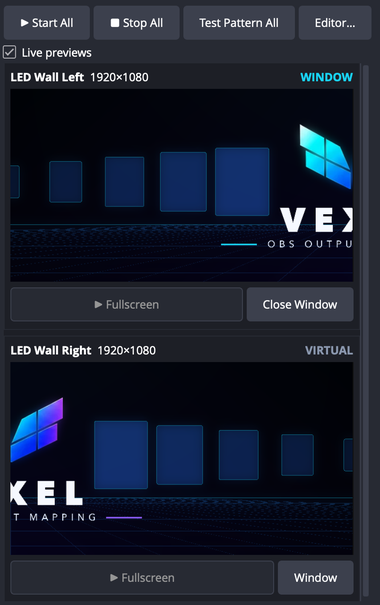 ▶ Start All
■ Stop All
Test Pattern All
Editor...
Live previews
LED Wall Left 1920×1080 WINDOW
VEX
OBS OUTPU
▶ Fullscreen
Close Window
LED Wall Right 1920×1080 VIRTUAL
XEL
T MAPPING
▶ Fullscreen
Window